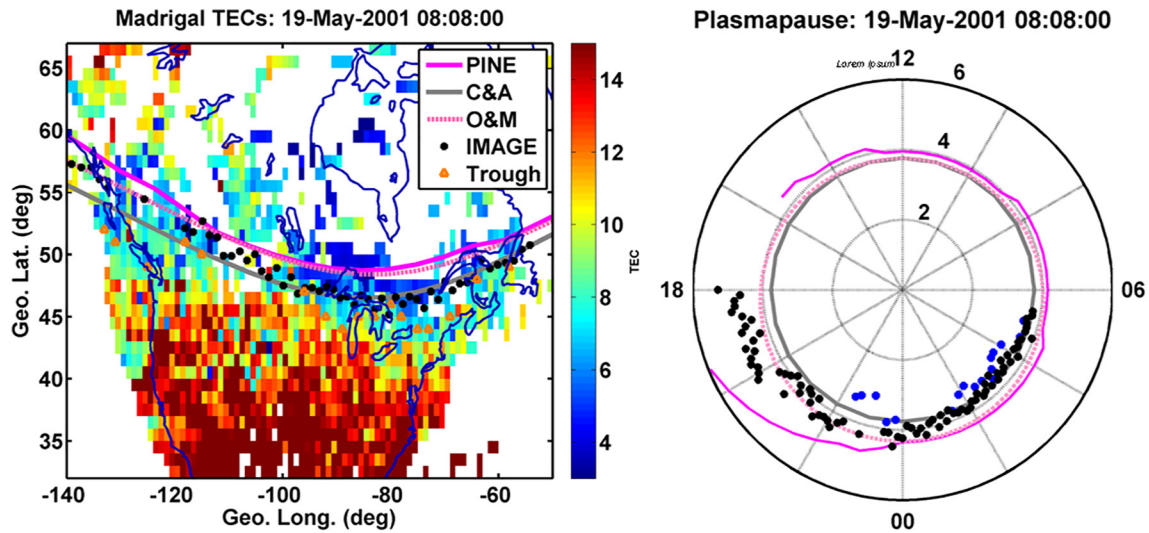 Madrigal TECs: 19-May-2001 08:08:00
PINE
C&A
O&M
IMAGE
Trough
65
60
55
50
45
40
35
Geo. Lat. (deg)
-140
-120
-100
-80
-60
Geo. Long. (deg)
14
12
10
8
6
4
TEC
Plasmapause: 19-May-2001 08:08:00
Lorem Ipsum
12
6
4
2
18
06
00